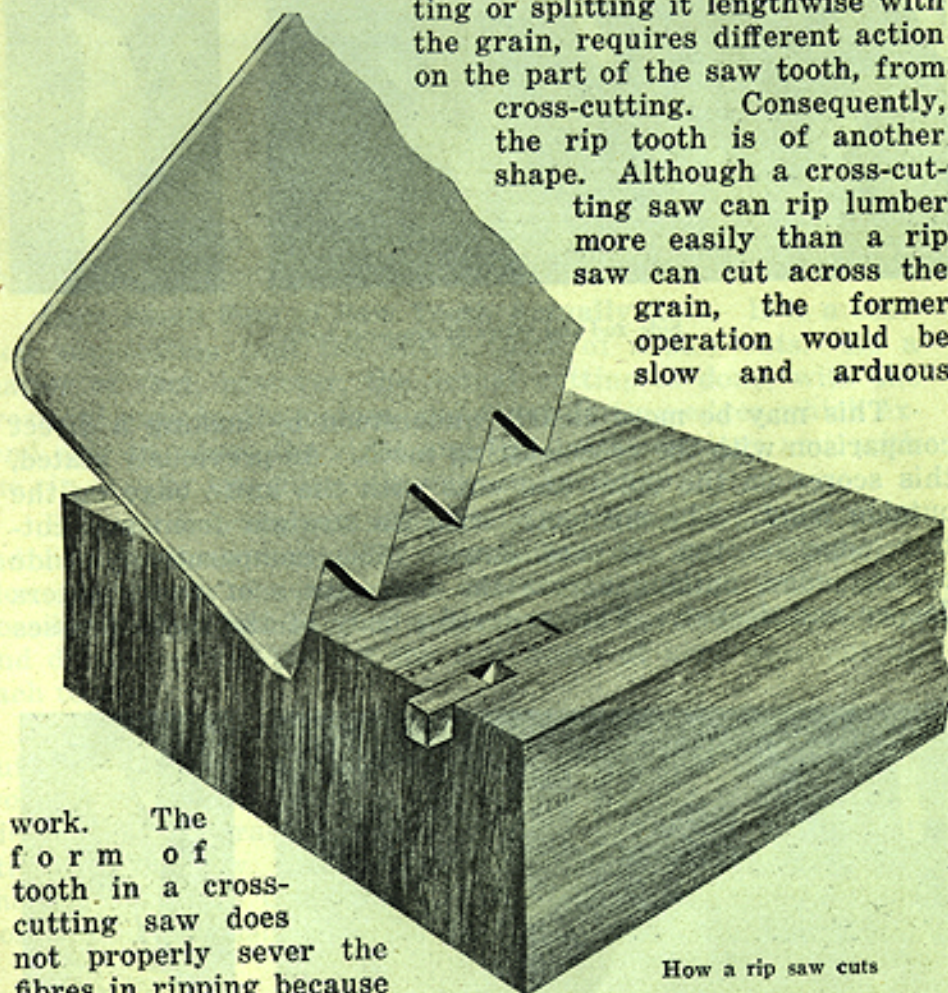 ting or splitting it lengthwise with
the grain, requires different action
on the part of the saw tooth, from
cross-cutting. Consequently,
the rip tooth is of another
shape. Although a cross-cut-
ting saw can rip lumber
more easily than a rip
saw can cut across the
grain, the former
operation would be
slow and arduous
work. The
form of
tooth in a cross-
cutting saw does
not properly sever the
fibres in ripping because
How a rip saw cuts